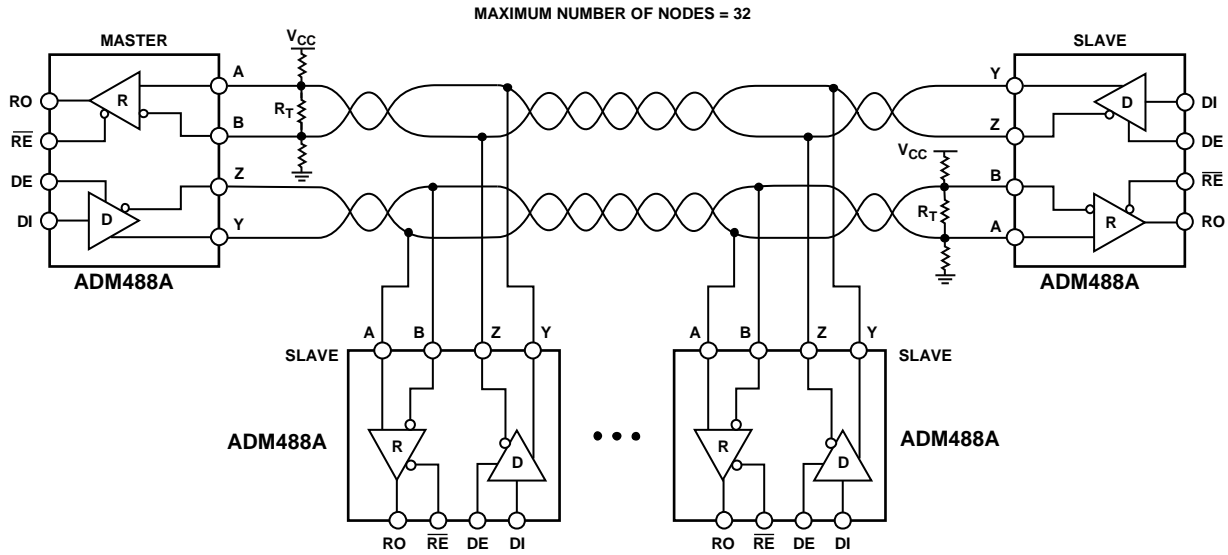 MAXIMUM NUMBER OF NODES = 32
MASTER
VCC
SLAVE
A
Y
RO
R
D
DI
RT
B
Z
RE
DE
VCC
DE
Z
B
RE
D
RT
R
DI
Y
A
RO
ADM488A
ADM488A
A
B
Z
Y
A
B
Z
Y
SLAVE
SLAVE
ADM488A
R
D
• • •
R
D
ADM488A
RO
RE
DE
DI
RO
RE
DE
DI